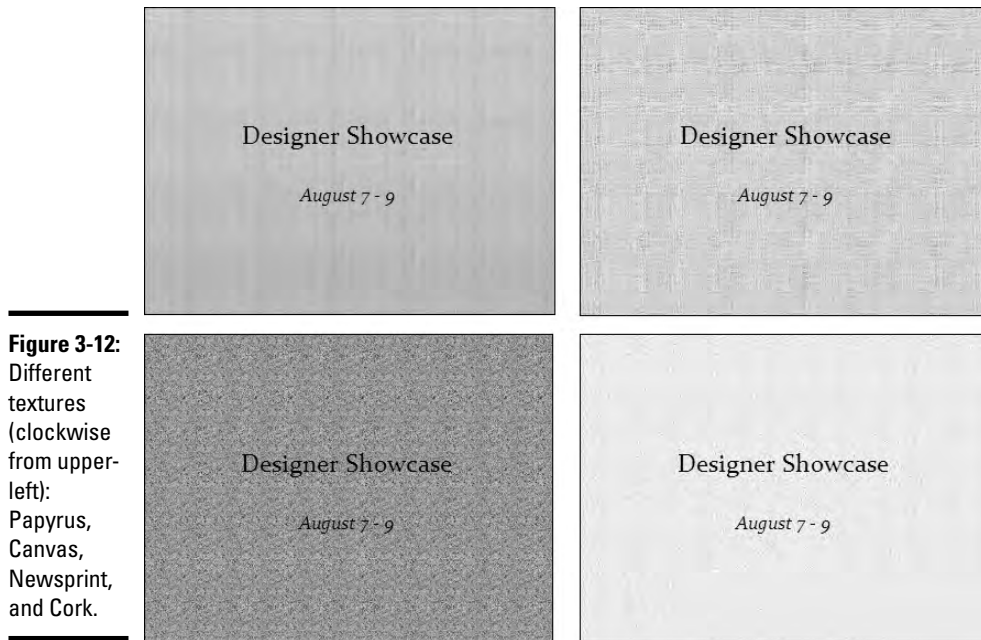 Designer Showcase
August 7 - 9
Designer Showcase
August 7 - 9
Figure 3-12:
Different
textures
(clockwise
from upper-
left):
Papyrus,
Canvas,
Newsprint,
and Cork.
Designer Showcase
August 7 - 9
Designer Showcase
August 7 - 9